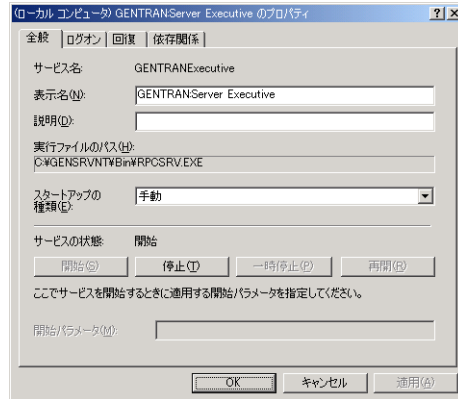 (ローカル コンピュータ) GENTRAN:Server Executive のプロパティ
全般 ログオン 回復 依存関係
サービス名: GENTRANExecutive
表示名(N): GENTRAN:Server Executive
説明(D):
実行ファイルのパス(H):
C:¥GENSRVNT¥Bin¥RPCSRV.EXE
スタートアップの
種類(E): 手動
サービスの状態: 開始
開始(S) 停止(T) 一時停止(P) 再開(R)
ここでサービスを開始するときに適用する開始パラメータを指定してください。
開始パラメータ(M):
OK キャンセル 適用(A)